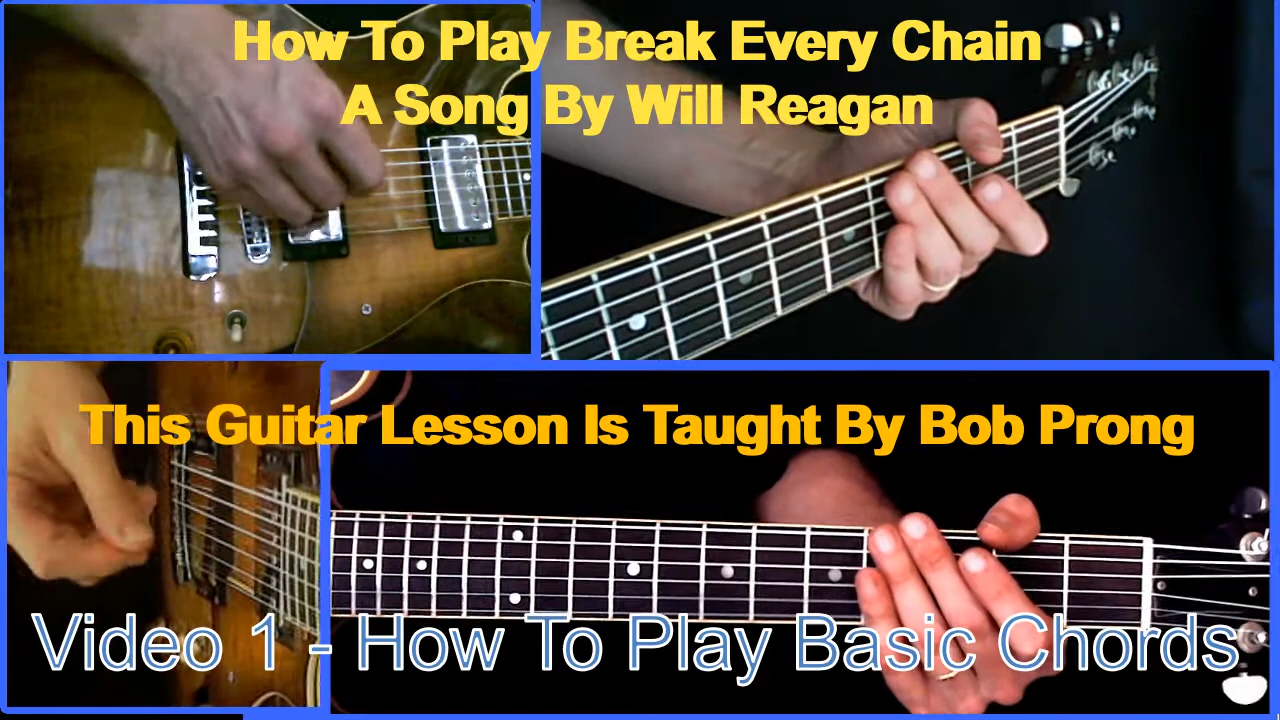 How To Play Break Every Chain
A Song By Will Reagan
This Guitar Lesson Is Taught By Bob Prong
Video 1 - How To Play Basic Chords